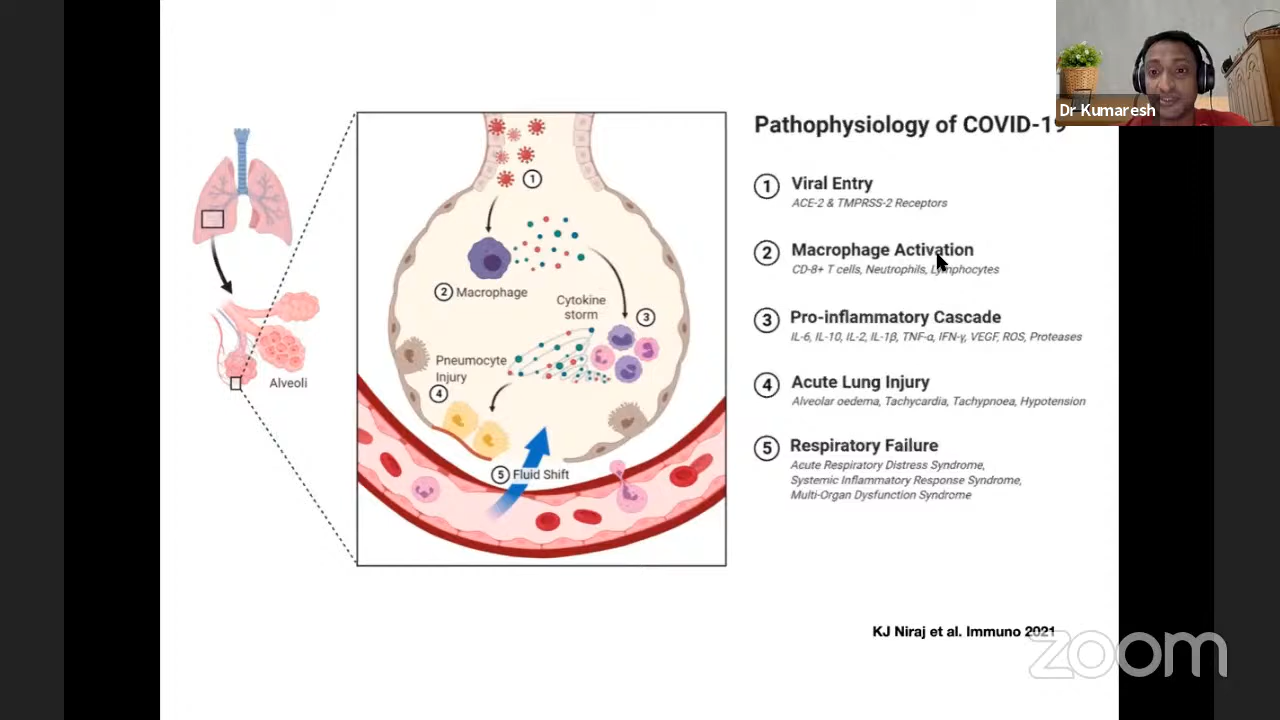 Dr Kumaresh
Pathophysiology of COVID-19
1 Viral Entry
ACE-2 & TMPRSS-2 Receptors
2 Macrophage Activation
CD-8+ T cells, Neutrophils, Lymphocytes
3 Pro-inflammatory Cascade
IL-6, IL-10, IL-2, IL-1β, TNF-α, IFN-γ, VEGF, ROS, Proteases
4 Acute Lung Injury
Alveolar oedema, Tachycardia, Tachypnoea, Hypotension
5 Respiratory Failure
Acute Respiratory Distress Syndrome,
Systemic Inflammatory Response Syndrome,
Multi-Organ Dysfunction Syndrome
1
2 Macrophage
Cytokine
storm
3
Pneumocyte
Injury
4
5 Fluid Shift
Alveoli
KJ Niraj et al. Immuno 2021
zoom